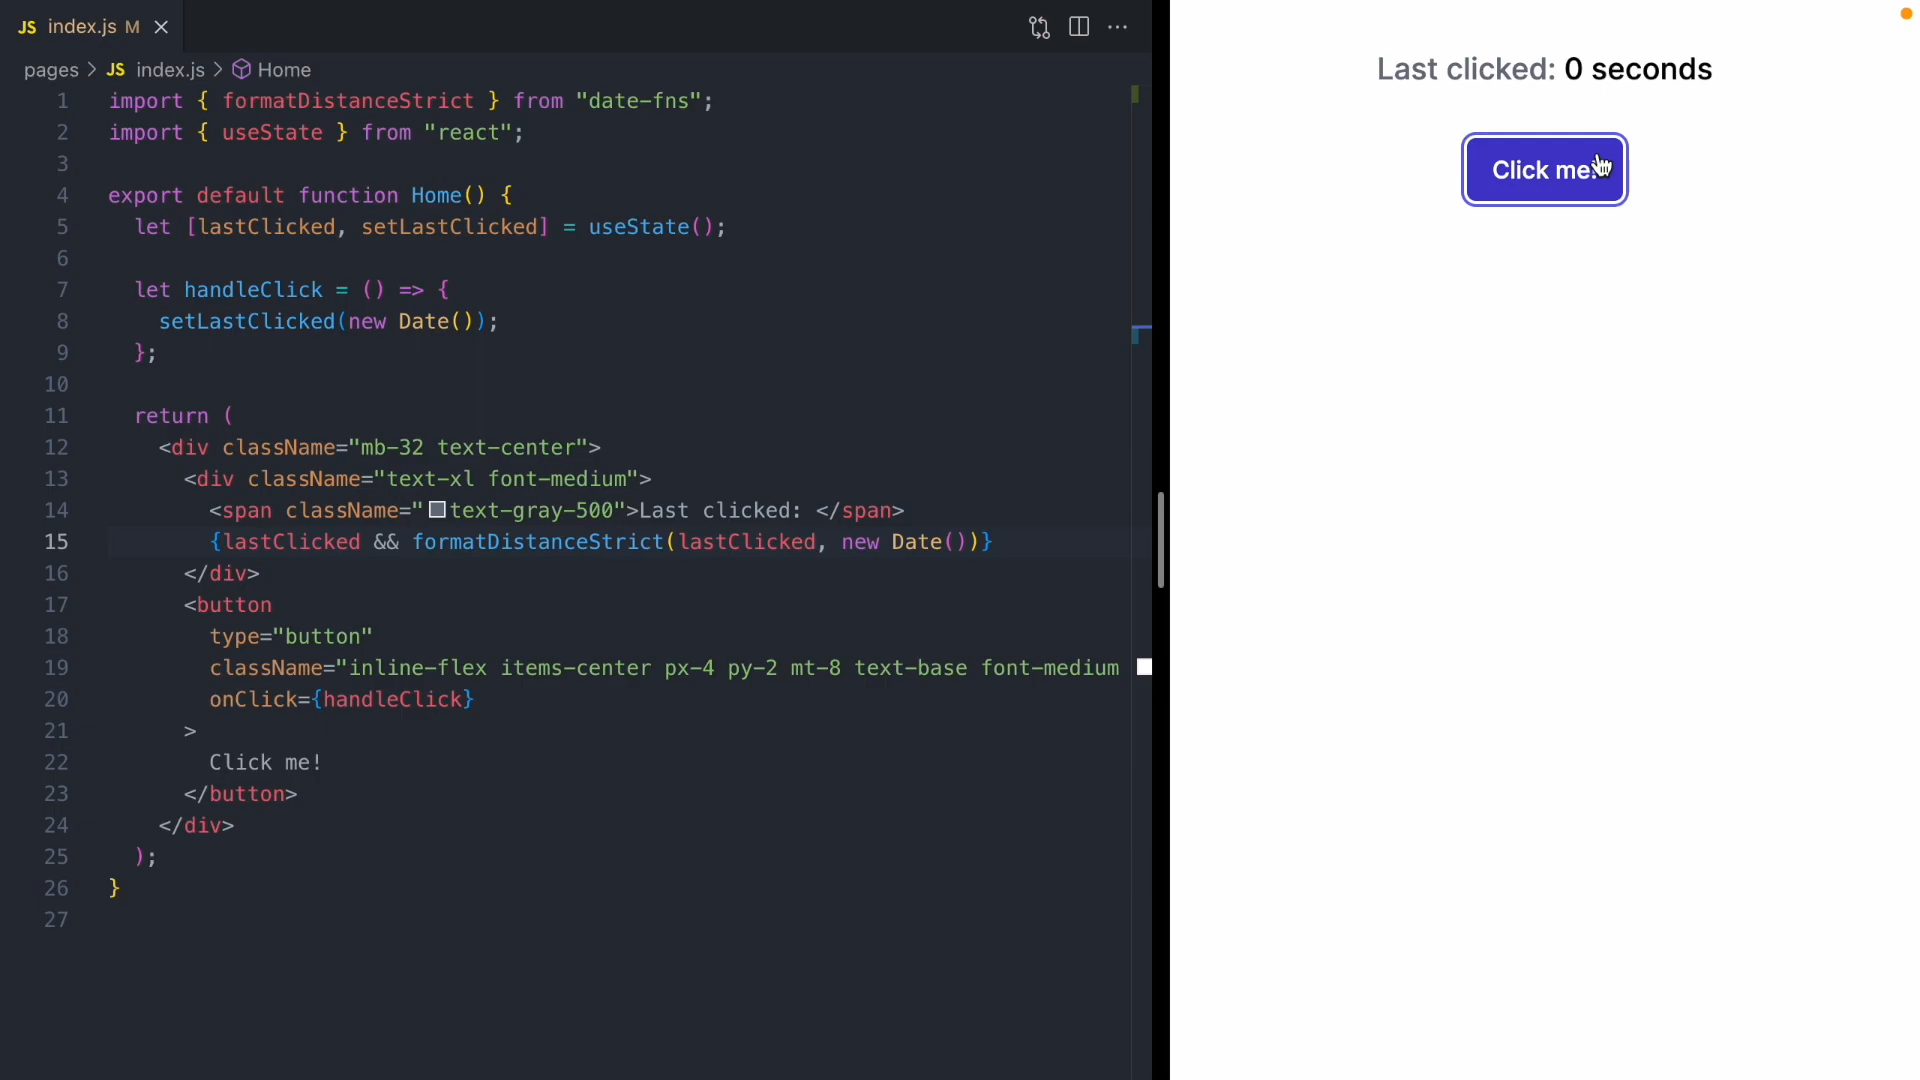 JS index.js M
pages > JS index.js > Home
1 import { formatDistanceStrict } from "date-fns";
2 import { useState } from "react";
3
4 export default function Home() {
5 let [lastClicked, setLastClicked] = useState();
6
7 let handleClick = () => {
8 setLastClicked(new Date());
9 };
10
11 return (
12 <div className="mb-32 text-center">
13 <div className="text-xl font-medium">
14 <span className="text-gray-500">Last clicked: </span>
15 {lastClicked && formatDistanceStrict(lastClicked, new Date())}
16 </div>
17 <button
18 type="button"
19 className="inline-flex items-center px-4 py-2 mt-8 text-base font-medium
20 onClick={handleClick}
21 >
22 Click me!
23 </button>
24 </div>
25 );
26 }
27
Last clicked: 0 seconds
Click me!